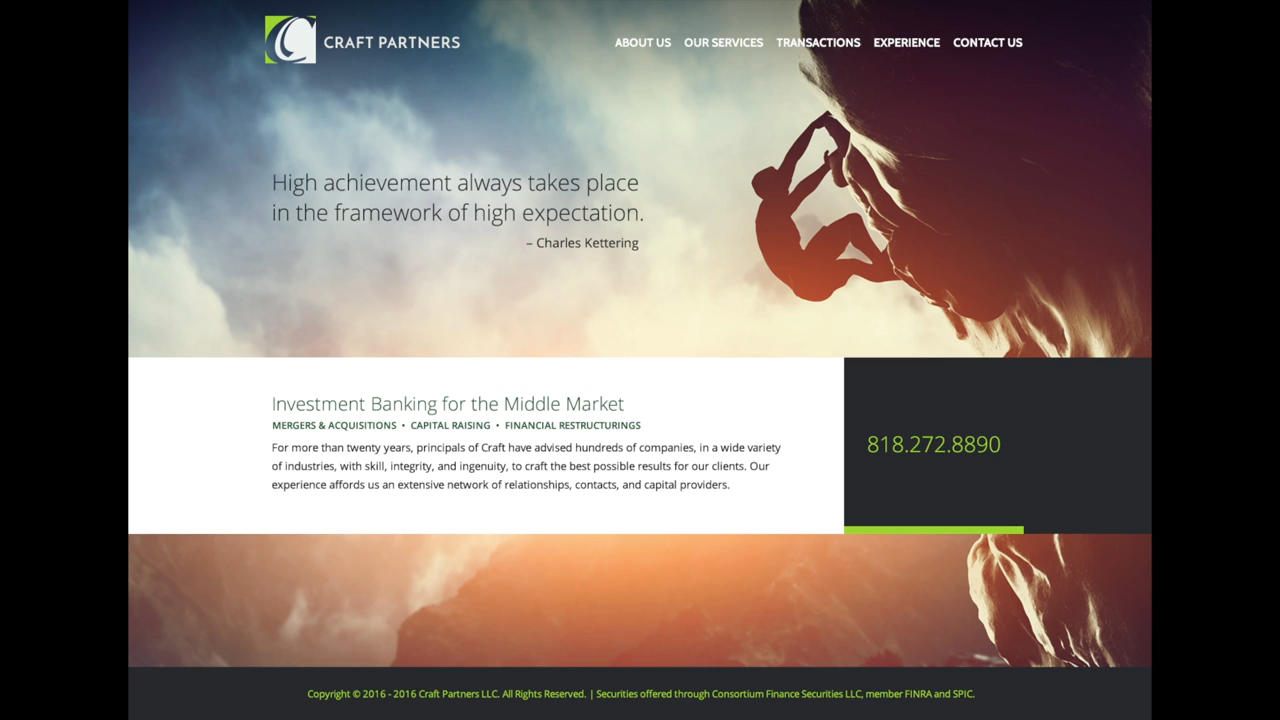 CRAFT PARTNERS
ABOUT US OUR SERVICES TRANSACTIONS EXPERIENCE CONTACT US
High achievement always takes place
in the framework of high expectation.
– Charles Kettering
Investment Banking for the Middle Market
MERGERS & ACQUISITIONS • CAPITAL RAISING • FINANCIAL RESTRUCTURINGS
For more than twenty years, principals of Craft have advised hundreds of companies, in a wide variety
of industries, with skill, integrity, and ingenuity, to craft the best possible results for our clients. Our
experience affords us an extensive network of relationships, contacts, and capital providers.
818.272.8890
Copyright © 2016 - 2016 Craft Partners LLC. All Rights Reserved. | Securities offered through Consortium Finance Securities LLC, member FINRA and SPIC.